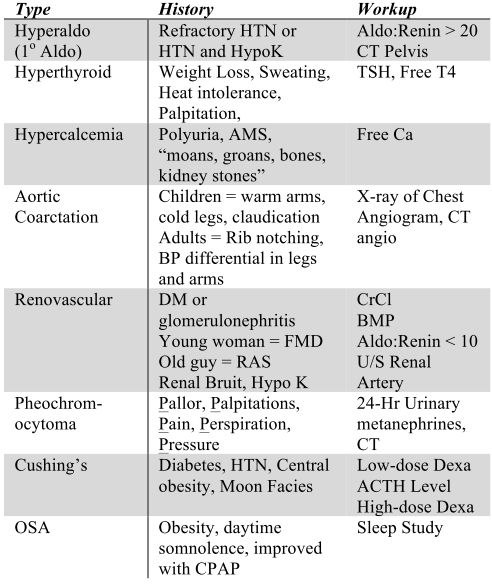 Type History Workup
Hyperaldo Refractory HTN or Aldo:Renin > 20
(1o Aldo) HTN and HypoK CT Pelvis
Hyperthyroid Weight Loss, Sweating, TSH, Free T4
Heat intolerance,
Palpitation,
Hypercalcemia Polyuria, AMS, Free Ca
“moans, groans, bones,
kidney stones”
Aortic Children = warm arms, X-ray of Chest
Coarctation cold legs, claudication Angiogram, CT
Adults = Rib notching, angio
BP differential in legs
and arms
Renovascular DM or CrCl
glomerulonephritis BMP
Young woman = FMD Aldo:Renin < 10
Old guy = RAS U/S Renal
Renal Bruit, Hypo K Artery
Pheochrom- Pallor, Palpitations, 24-Hr Urinary
ocytoma Pain, Perspiration, metanephrines,
Pressure CT
Cushing’s Diabetes, HTN, Central Low-dose Dexa
obesity, Moon Facies ACTH Level
High-dose Dexa
OSA Obesity, daytime Sleep Study
somnolence, improved
with CPAP